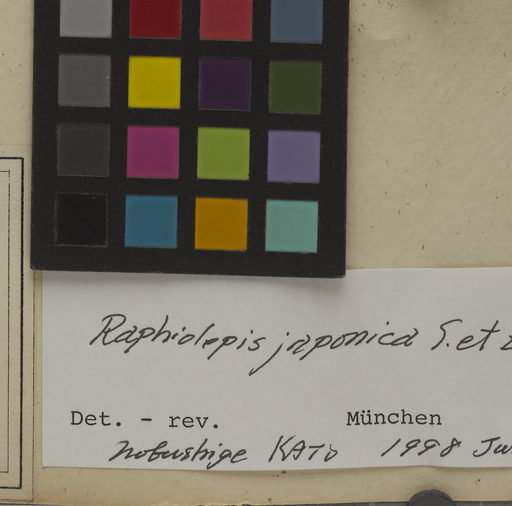 Raphiolepis japonica S. et
Det. - rev. München
Nobushige KATO 1998